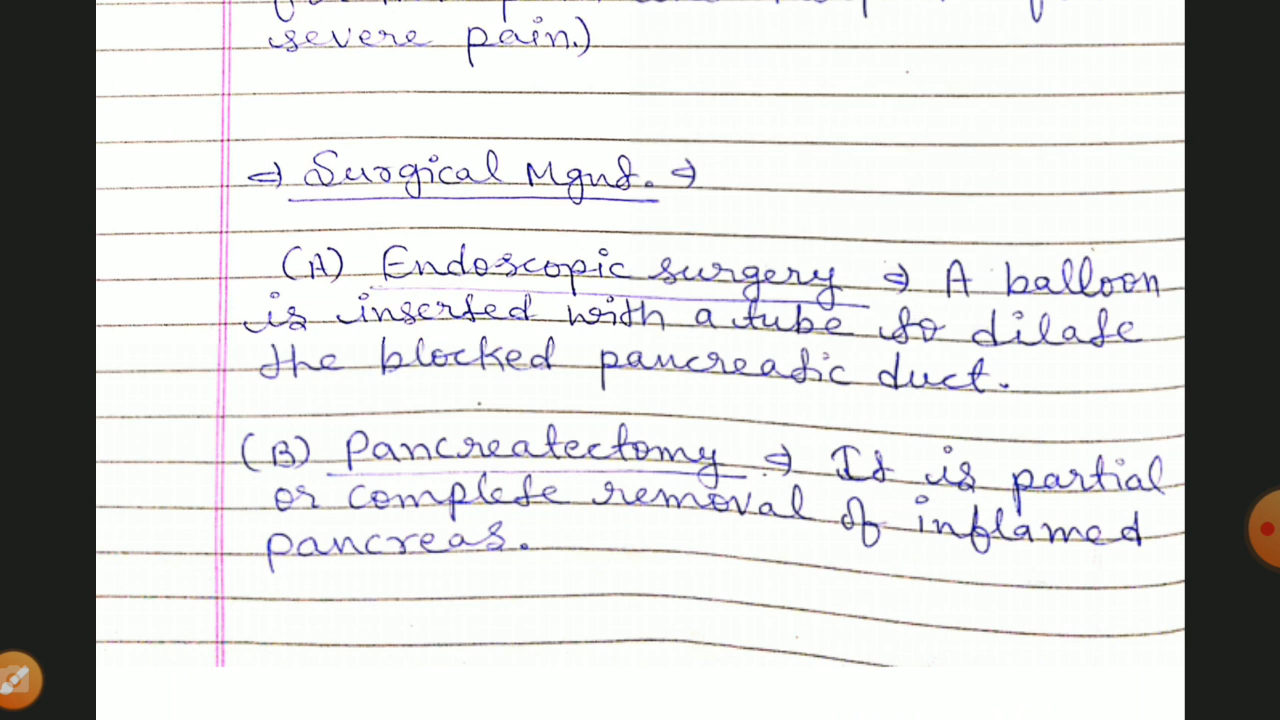 severe pain.)
⇒ Surgical Mgnt. ⇒
(A) Endoscopic surgery ⇒ A balloon
is inserted with a tube to dilate
the blocked pancreatic duct.
(B) Pancreatectomy ⇒ It is partial
or complete removal of inflamed
pancreas.